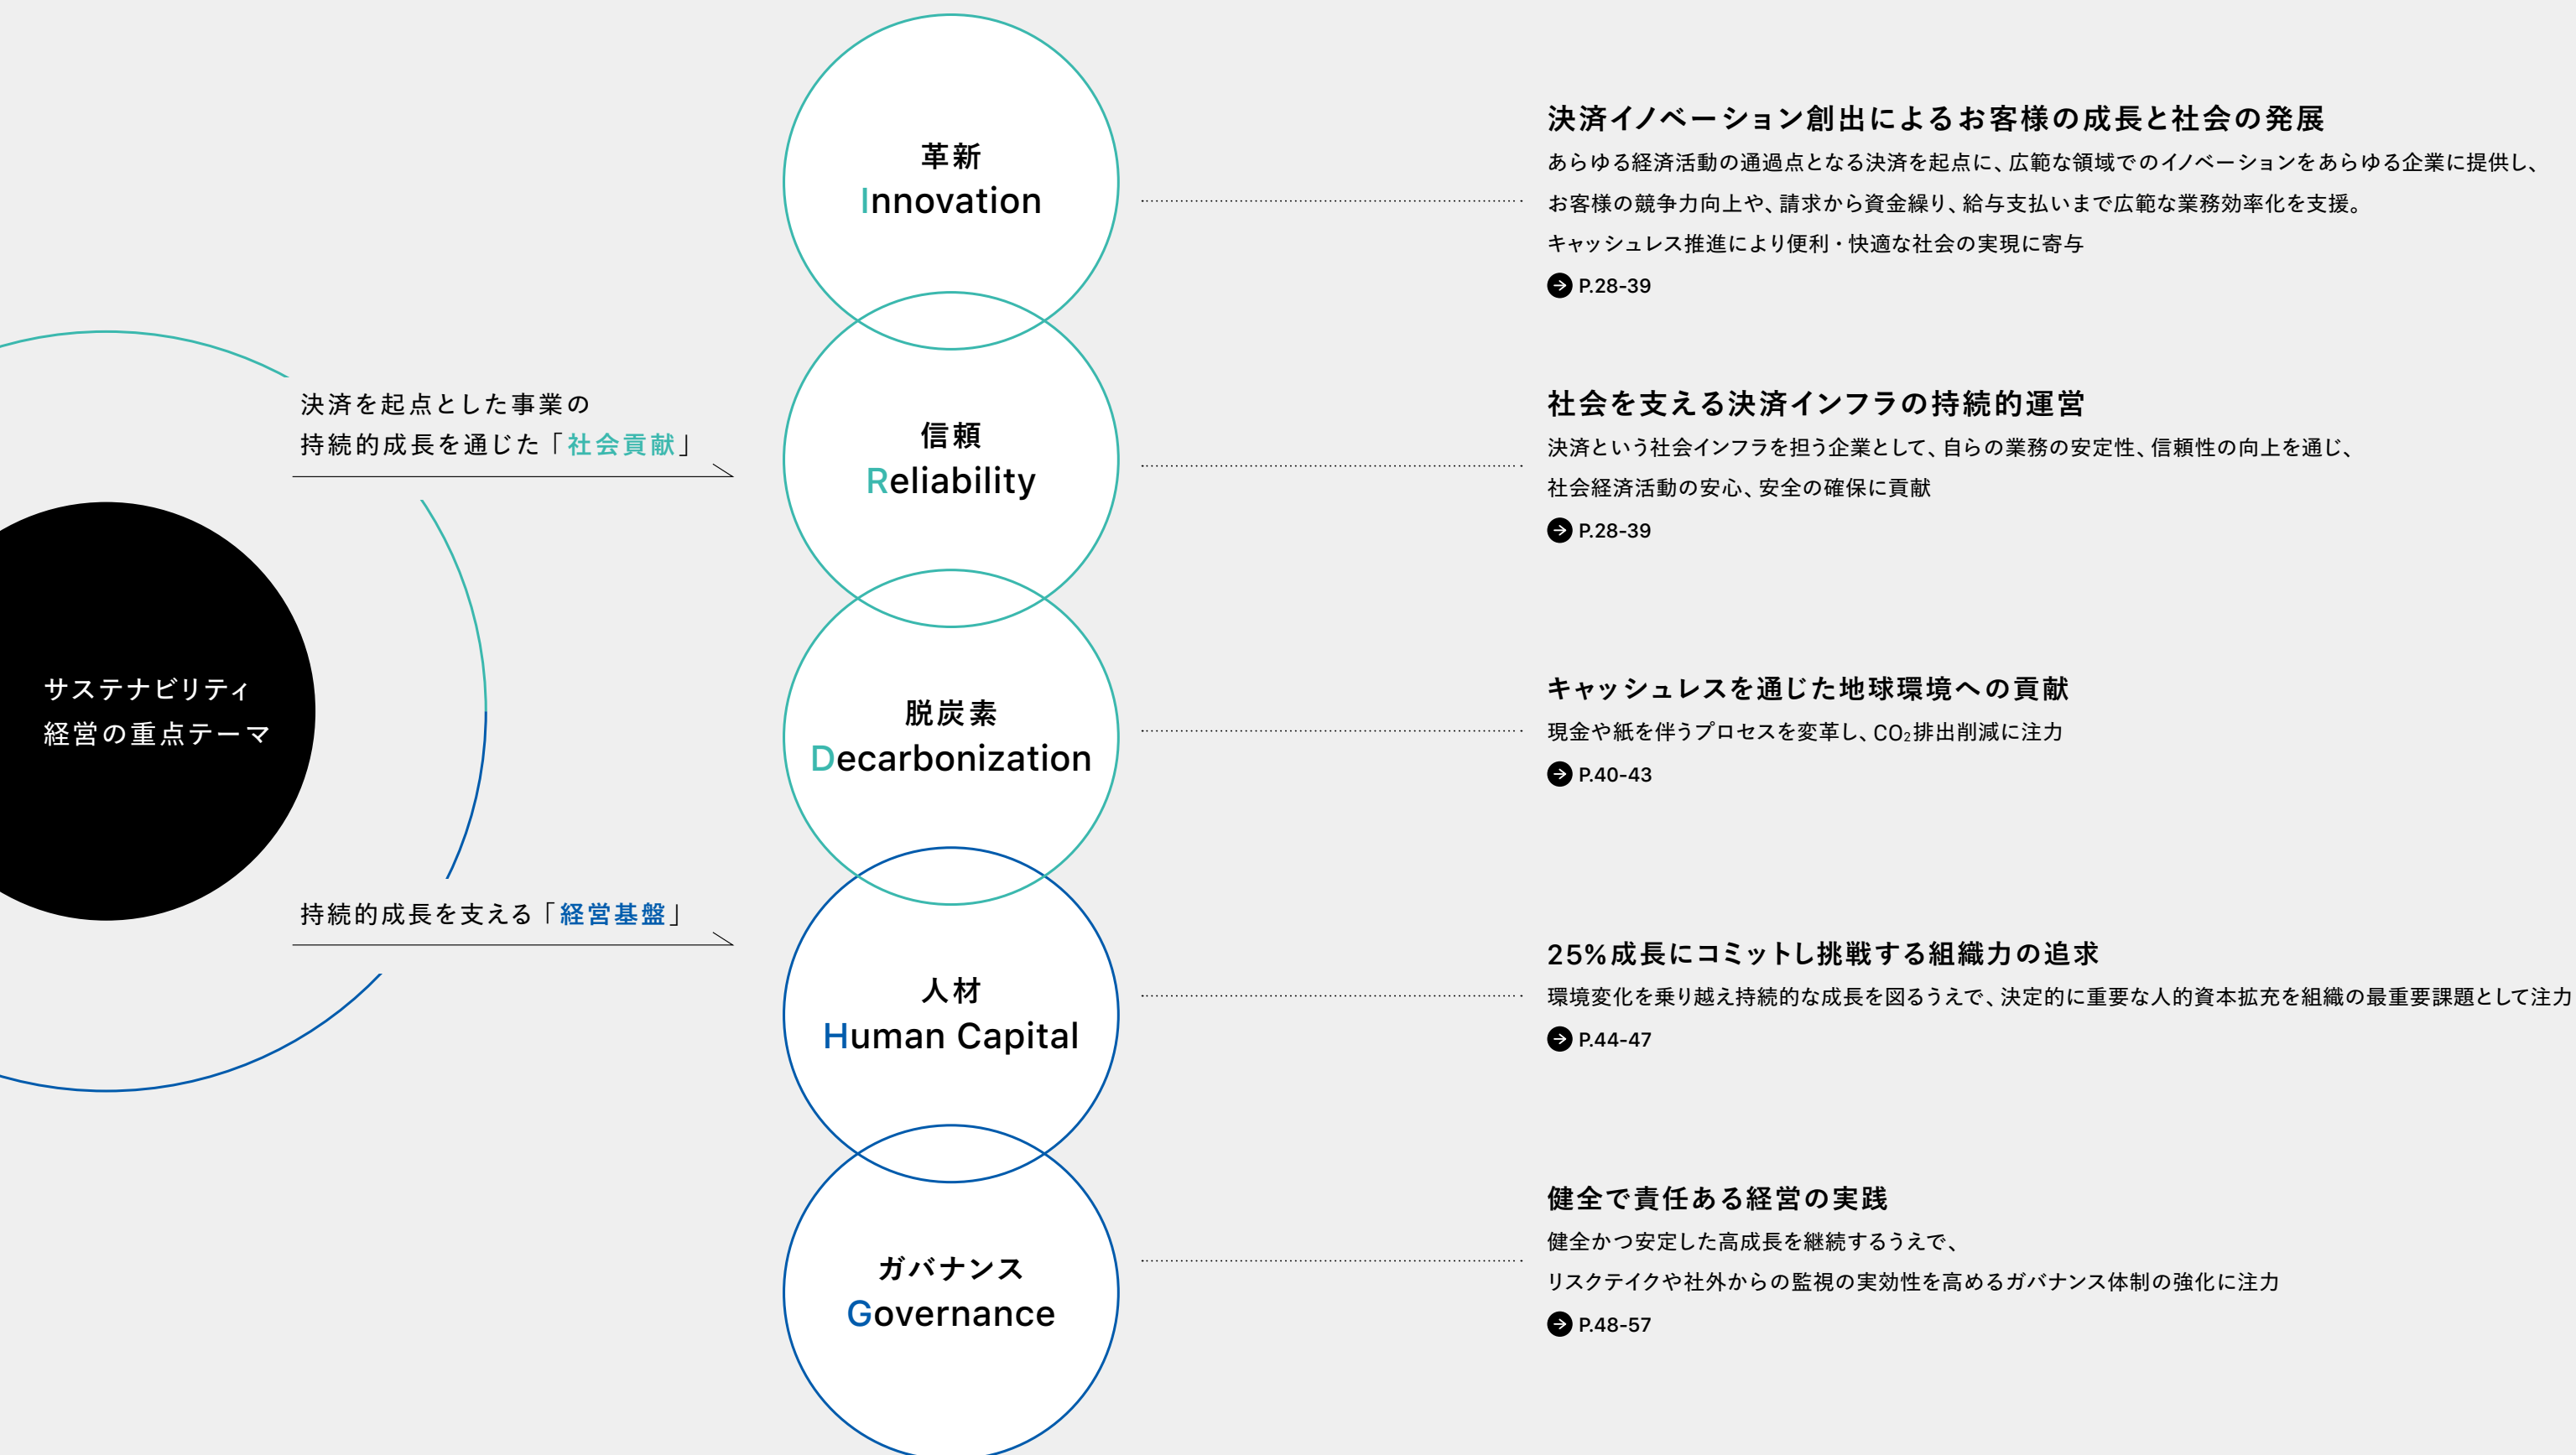 サステナビリティ
経営の重点テーマ
決済を起点とした事業の
持続的成長を通じた「社会貢献」
持続的成長を支える「経営基盤」
革新
Innovation
決済イノベーション創出によるお客様の成長と社会の発展
あらゆる経済活動の通過点となる決済を起点に、広範な領域でのイノベーションをあらゆる企業に提供し、
お客様の競争力向上や、請求から資金繰り、給与支払いまで広範な業務効率化を支援。
キャッシュレス推進により便利・快適な社会の実現に寄与
P.28-39
信頼
Reliability
社会を支える決済インフラの持続的運営
決済という社会インフラを担う企業として、自らの業務の安定性、信頼性の向上を通じ、
社会経済活動の安心、安全の確保に貢献
P.28-39
脱炭素
Decarbonization
キャッシュレスを通じた地球環境への貢献
現金や紙を伴うプロセスを変革し、CO₂排出削減に注力
P.40-43
人材
Human Capital
25%成長にコミットし挑戦する組織力の追求
環境変化を乗り越え持続的な成長を図るうえで、決定的に重要な人的資本拡充を組織の最重要課題として注力
P.44-47
ガバナンス
Governance
健全で責任ある経営の実践
健全かつ安定した高成長を継続するうえで、
リスクテイクや社外からの監視の実効性を高めるガバナンス体制の強化に注力
P.48-57